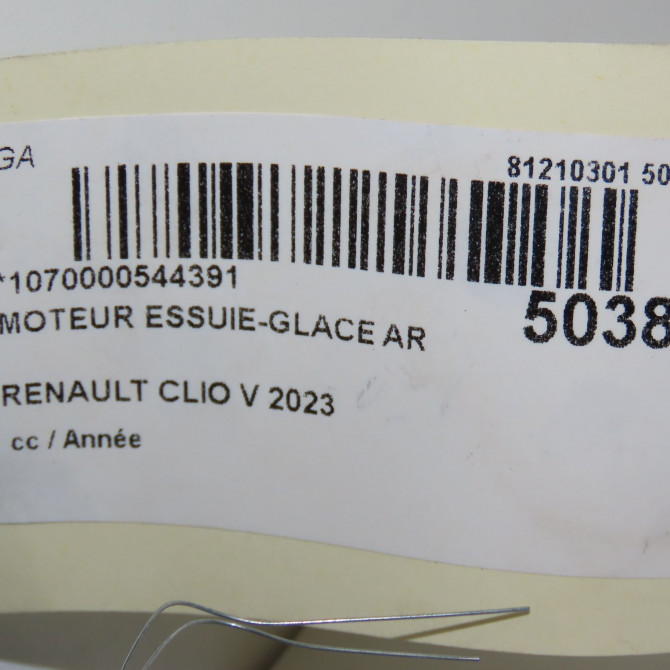 GA
81210301 50
*1070000544391
5038
MOTEUR ESSUIE-GLACE AR
RENAULT CLIO V 2023
cc / Année